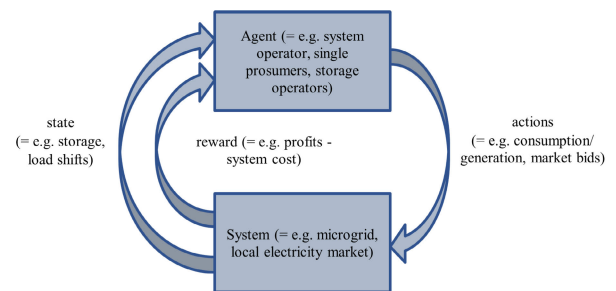 Agent (= e.g. system
operator, single
prosumers, storage
operators)
state
(= e.g. storage,
load shifts)
reward (= e.g. profits -
system cost)
actions
(= e.g. consumption/
generation, market bids)
System (= e.g. microgrid,
local electricity market)